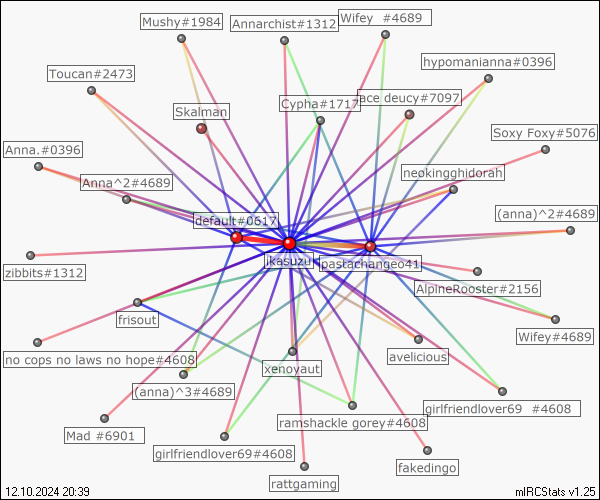 Mushy#1984
Annarchist#1312
Wifey #4689
hypomanianna#0396
Toucan#2473
Cypha#1717
ace deucy#7097
Skalman
Soxy Foxy#5076
Anna.#0396
Anna^2#4689
neokingghidorah
(anna)^2#4689
default#0617
ikasuzu
pastachangeo41
zibbits#1312
AlpineRooster#2156
frisout
Wifey#4689
no cops no laws no hope#4608
avelicious
xenoyaut
(anna)^3#4689
girlfriendlover69 #4608
ramshackle gorey#4608
Mad #6901
girlfriendlover69#4608
fakedingo
rattgaming
12.10.2024 20:39
mIRCStats v1.25